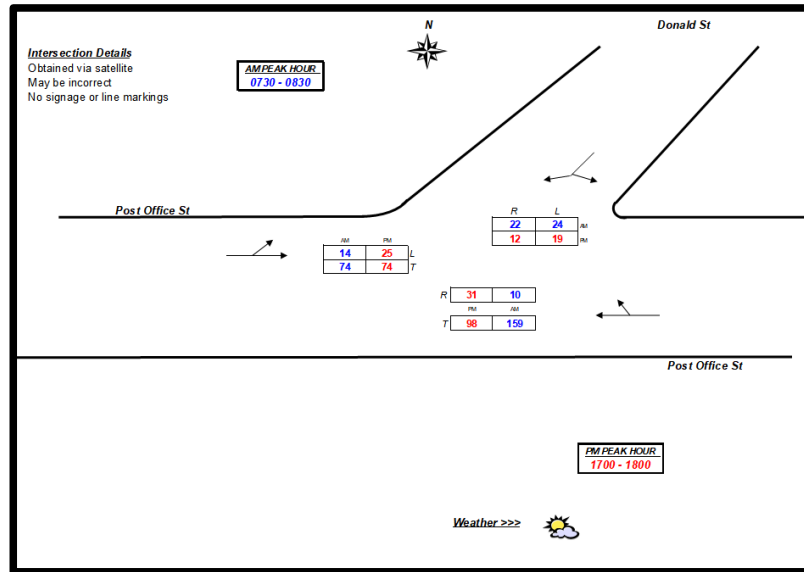 N
Donald St
Intersection Details
Obtained via satellite
May be incorrect
No signage or line markings
AM PEAK HOUR
0730 - 0830
Post Office St
R L
22 24 AM
12 19 PM
AM PM
14 25 L
74 74 T
R 31 10
PM AM
T 98 159
Post Office St
PM PEAK HOUR
1700 - 1800
Weather >>>